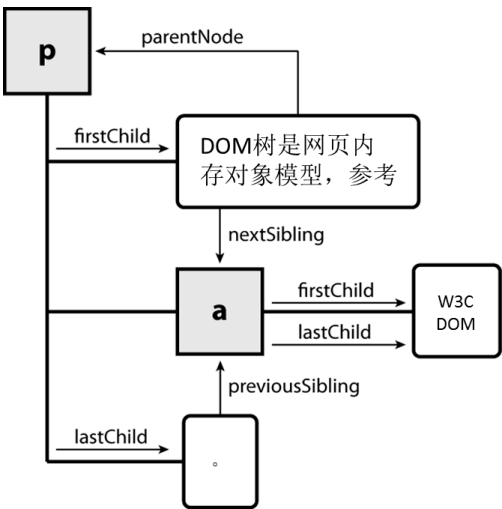 p
parentNode
firstChild
DOM树是网页内
存对象模型，参考
nextSibling
a
firstChild
lastChild
W3C
DOM
previousSibling
lastChild
。